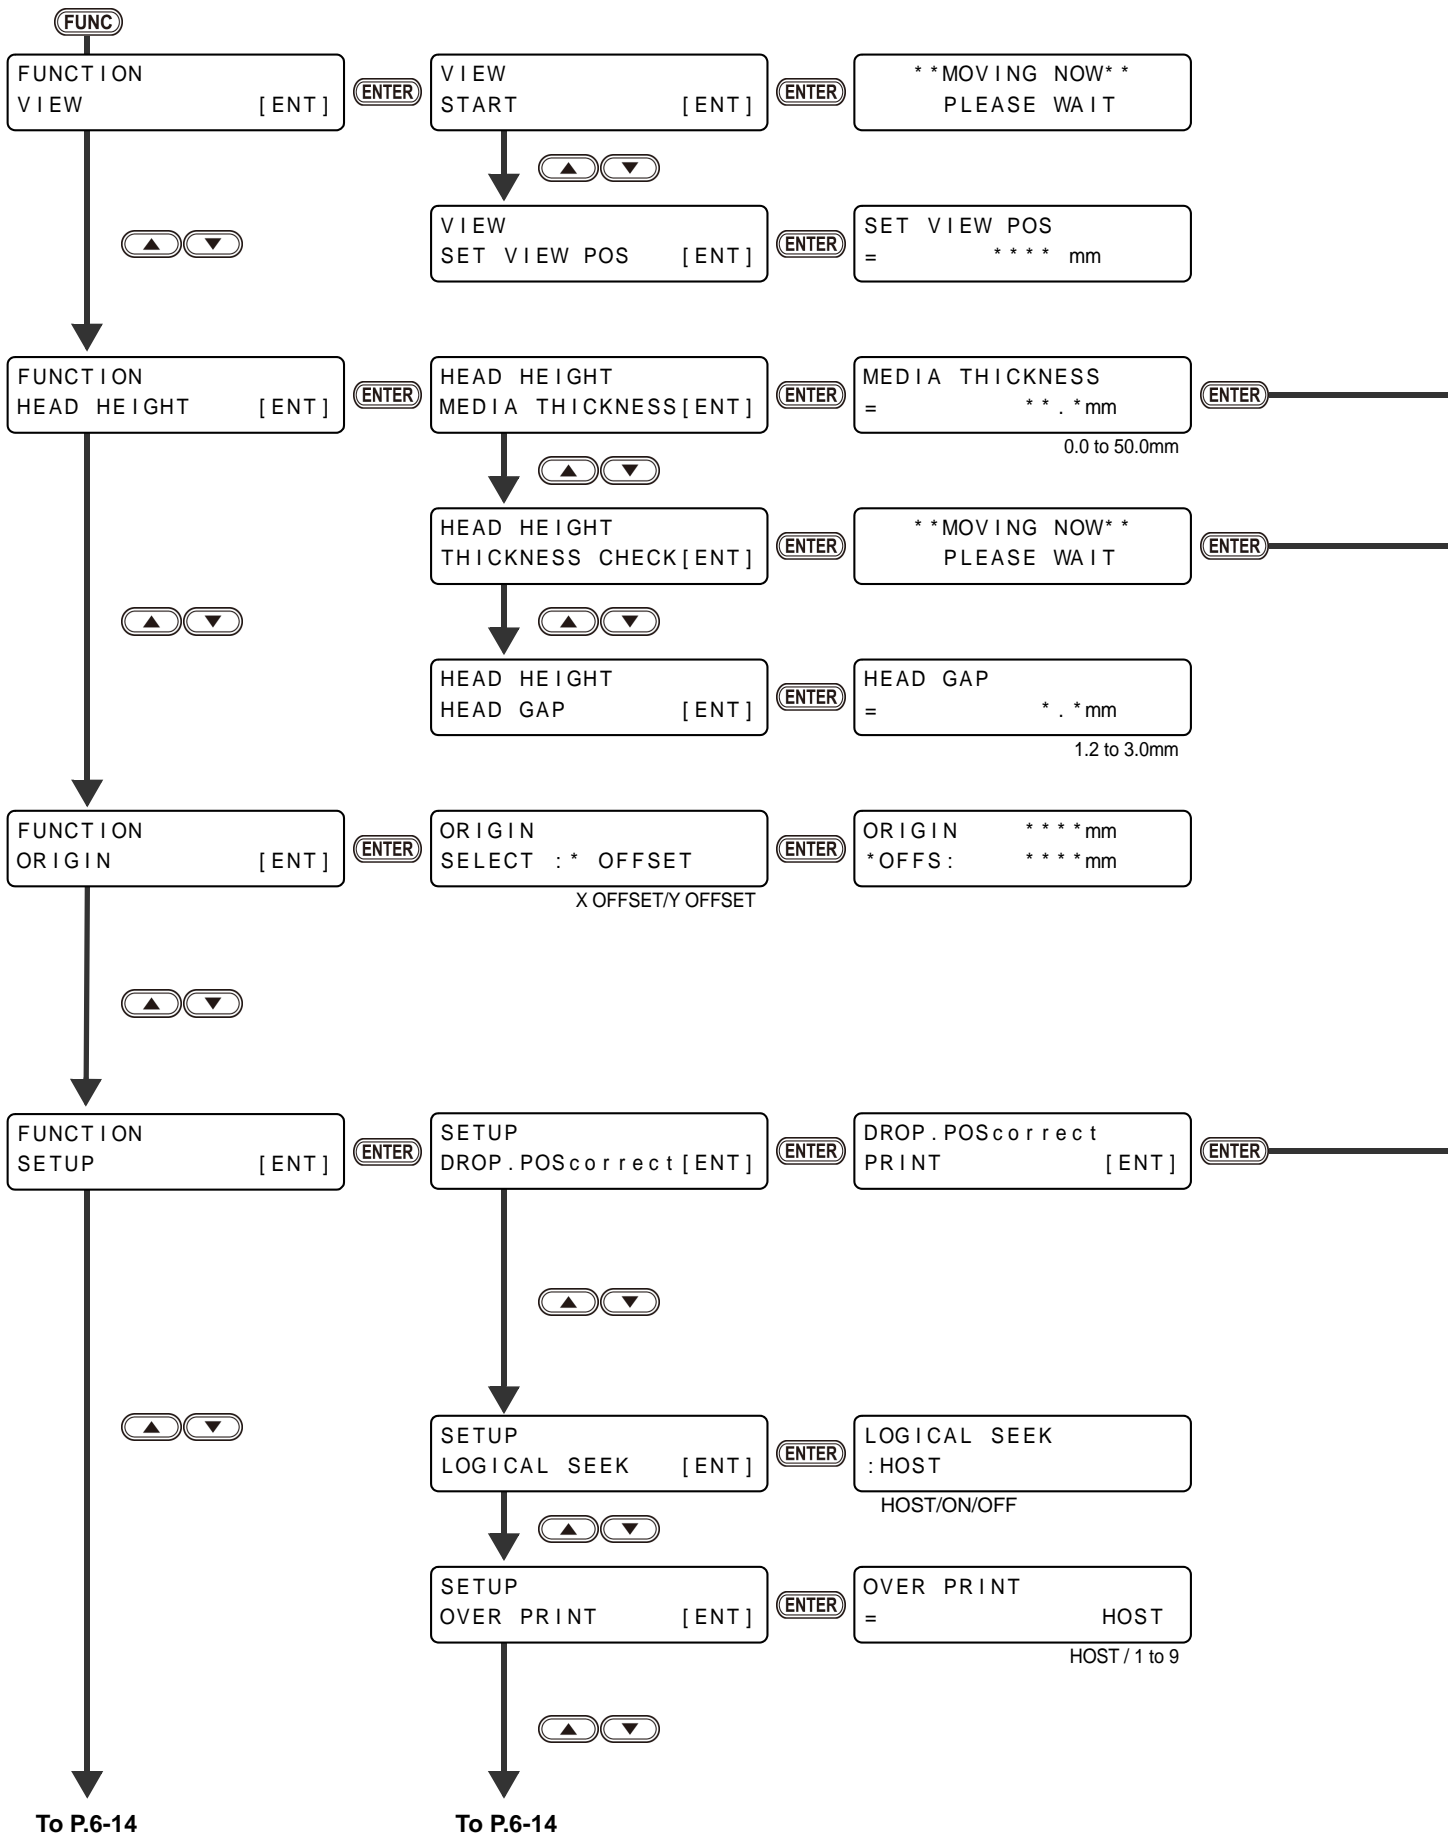 FUNC
FUNCTION
VIEW [ENT]
ENTER
VIEW
START [ENT]
ENTER
**MOVING NOW**
PLEASE WAIT
VIEW
SET VIEW POS [ENT]
ENTER
SET VIEW POS
= **** mm
FUNCTION
HEAD HEIGHT [ENT]
ENTER
HEAD HEIGHT
MEDIA THICKNESS[ENT]
ENTER
MEDIA THICKNESS
= **.*mm
ENTER
0.0 to 50.0mm
HEAD HEIGHT
THICKNESS CHECK[ENT]
ENTER
**MOVING NOW**
PLEASE WAIT
ENTER
HEAD HEIGHT
HEAD GAP [ENT]
ENTER
HEAD GAP
= *.*mm
1.2 to 3.0mm
FUNCTION
ORIGIN [ENT]
ENTER
ORIGIN
SELECT :* OFFSET
ENTER
ORIGIN ****mm
*OFFS: ****mm
X OFFSET/Y OFFSET
FUNCTION
SETUP [ENT]
ENTER
SETUP
DROP.POScorrect[ENT]
ENTER
DROP.POScorrect
PRINT [ENT]
ENTER
SETUP
LOGICAL SEEK [ENT]
ENTER
LOGICAL SEEK
:HOST
HOST/ON/OFF
SETUP
OVER PRINT [ENT]
ENTER
OVER PRINT
= HOST
HOST / 1 to 9
To P.6-14
To P.6-14